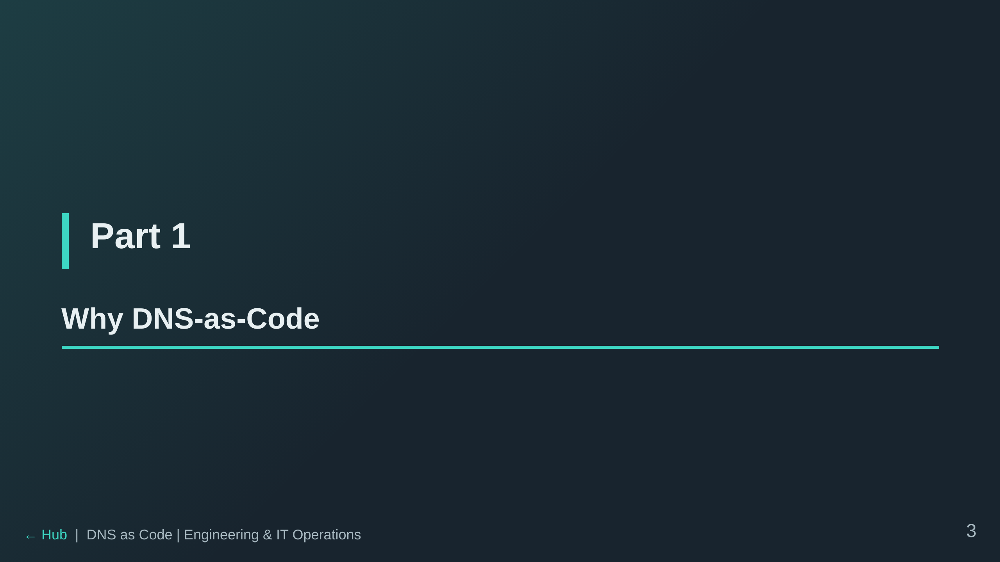 Part 1
Why DNS-as-Code
← Hub | DNS as Code | Engineering & IT Operations
3